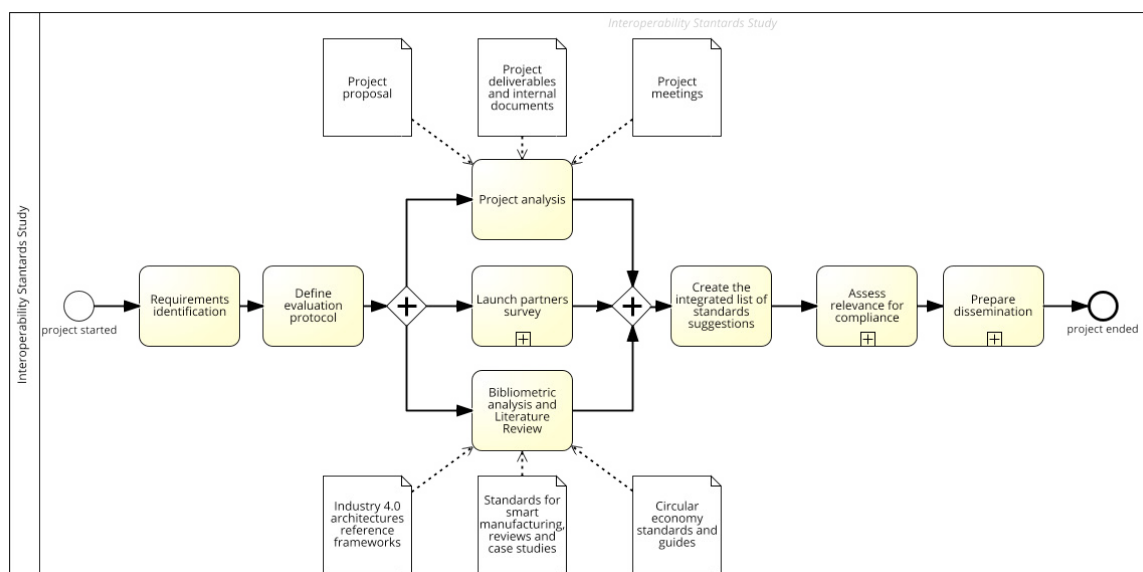 Interoperability Stantards Study
Interoperability Stantards Study
Project
proposal
Project
deliverables
and internal
documents
Project
meetings
Project analysis
project started
Requirements
identification
Define
evaluation
protocol
Launch partners
survey
Create the
integrated list of
standards
suggestions
Assess
relevance for
compliance
Prepare
dissemination
project ended
Bibliometric
analysis and
Literature
Review
Industry 4.0
architectures
reference
frameworks
Standards for
smart
manufacturing,
reviews and
case studies
Circular
economy
standards and
guides